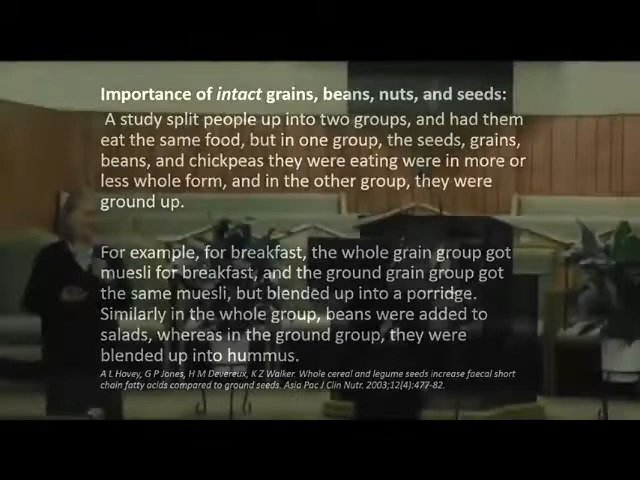 Importance of intact grains, beans, nuts, and seeds:
A study split people up into two groups, and had them
eat the same food, but in one group, the seeds, grains,
beans, and chickpeas they were eating were in more or
less whole form, and in the other group, they were
ground up.
For example, for breakfast, the whole grain group got
muesli for breakfast, and the ground grain group got
the same muesli, but blended up into a porridge.
Similarly in the whole group, beans were added to
salads, whereas in the ground group, they were
blended up into hummus.
A L Hovey, G P Jones, H M Devereux, K Z Walker. Whole cereal and legume seeds increase faecal short
chain fatty acids compared to ground seeds. Asia Pac J Clin Nutr. 2003;12(4):477-82.